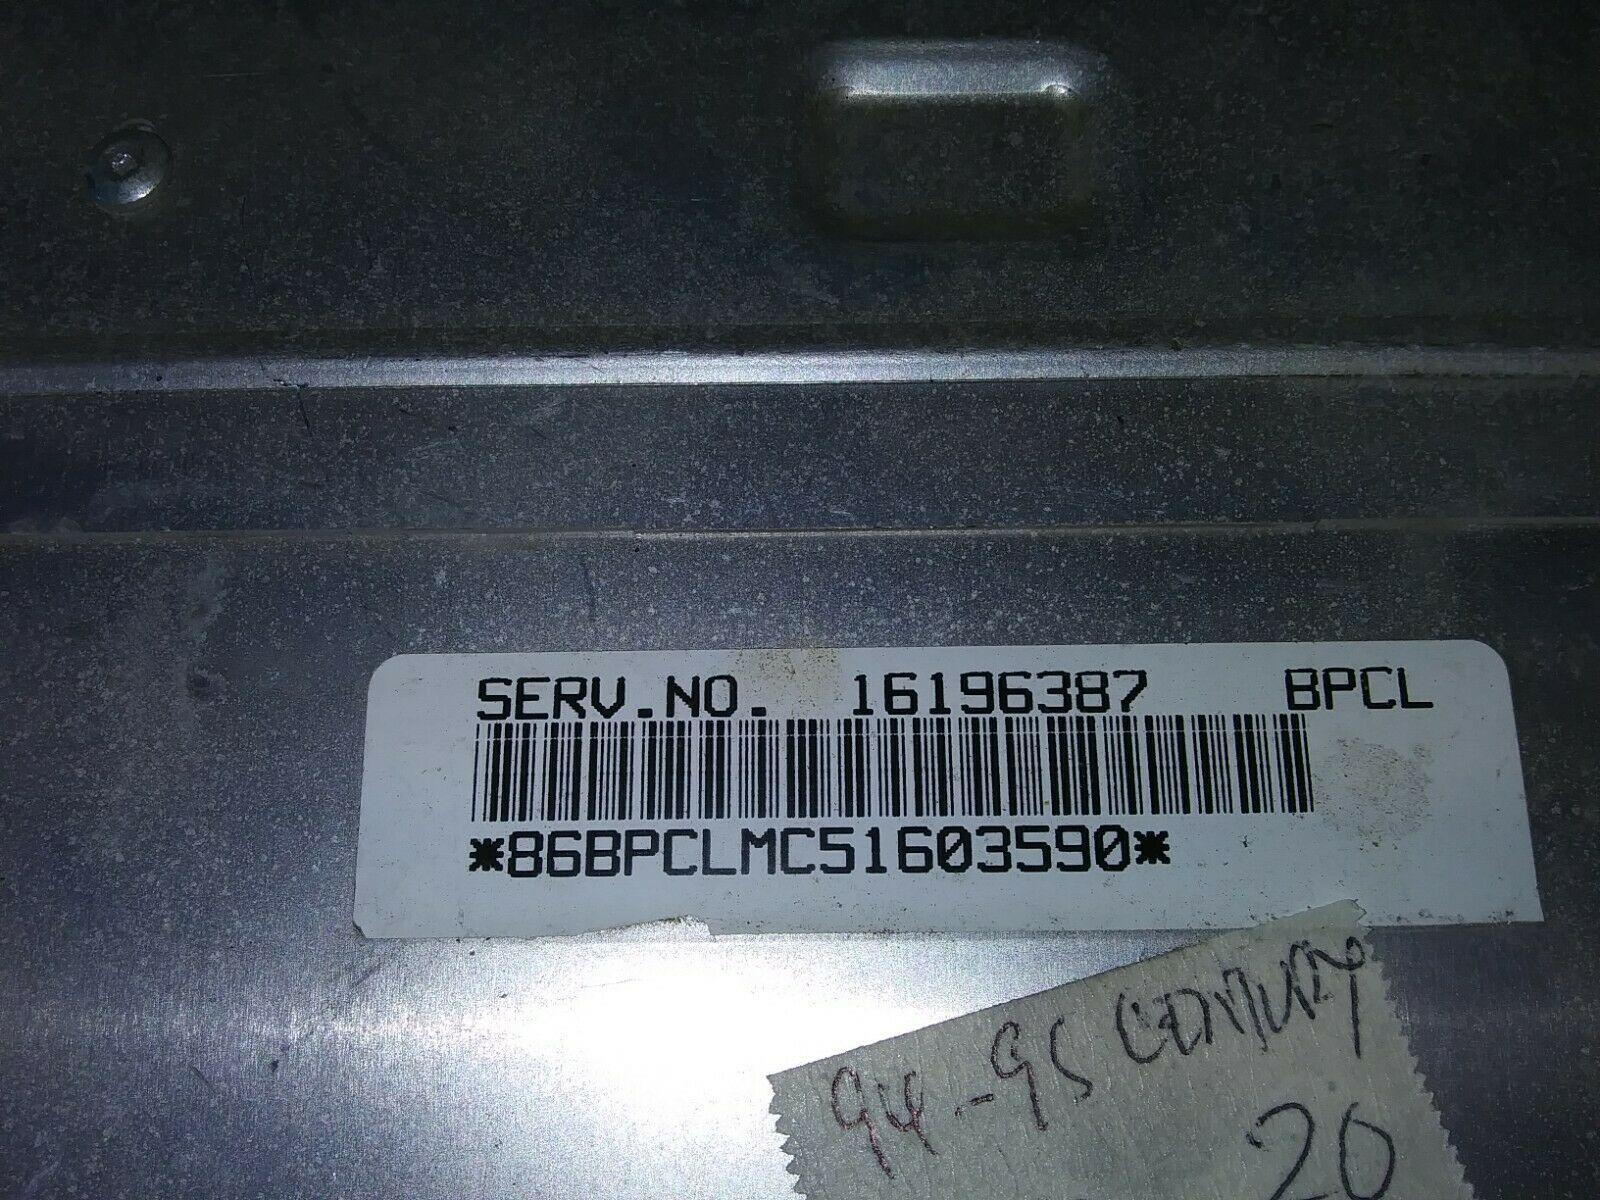 SERV.NO. 16196387 BPCL
*86BPCLMC51603590*
94-95 CENTURY
20